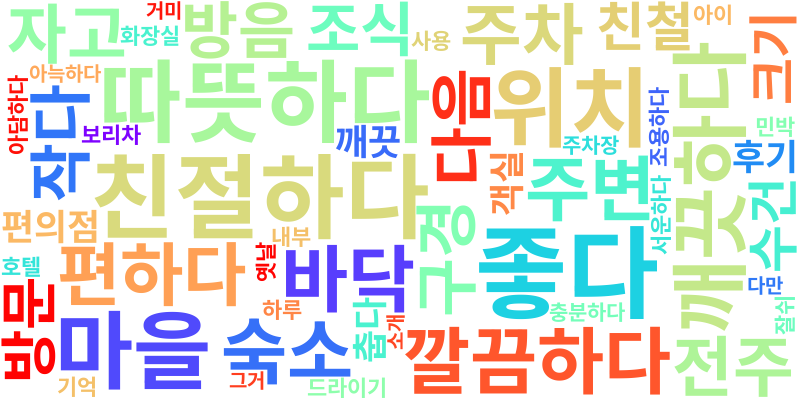 거미
자고
방음
조식
주차
친철
아이
화장실
사용
크기
아늑하다
따뜻하다
다음
위치
깨끗하다
아담하다
작다
보리차
깨끗
주차장
조용하다
민박
후기
친절하다
객실
주변
수건
편의점
내부
구경
서운하다
호텔
편하다
옛날
바닥
좋다
다만
방문
마을
하루
숙소
춥다
소개
깔끔하다
충분하다
잘쉬
전주
기억
그거
드라이기